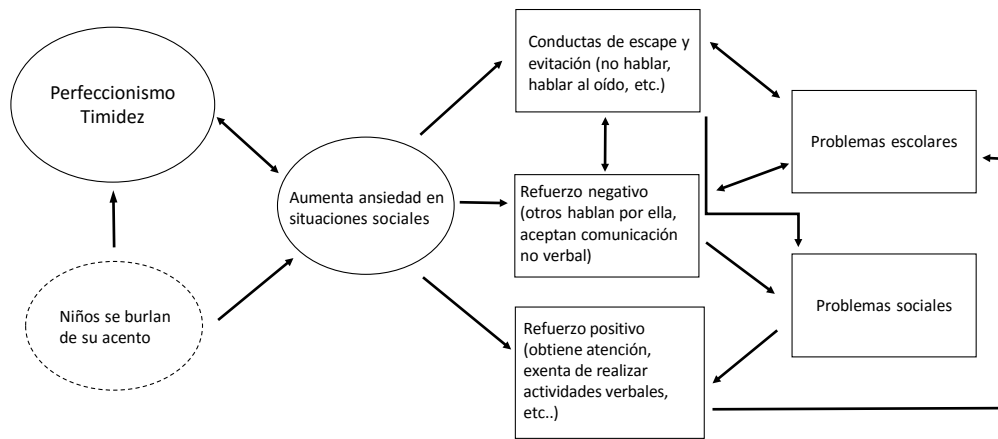 Perfeccionismo
Timidez
Niños se burlan
de su acento
Aumenta ansiedad en
situaciones sociales
Conductas de escape y
evitación (no hablar,
hablar al oído, etc.)
Refuerzo negativo
(otros hablan por ella,
aceptan comunicación
no verbal)
Refuerzo positivo
(obtiene atención,
exenta de realizar
actividades verbales,
etc..)
Problemas escolares
Problemas sociales